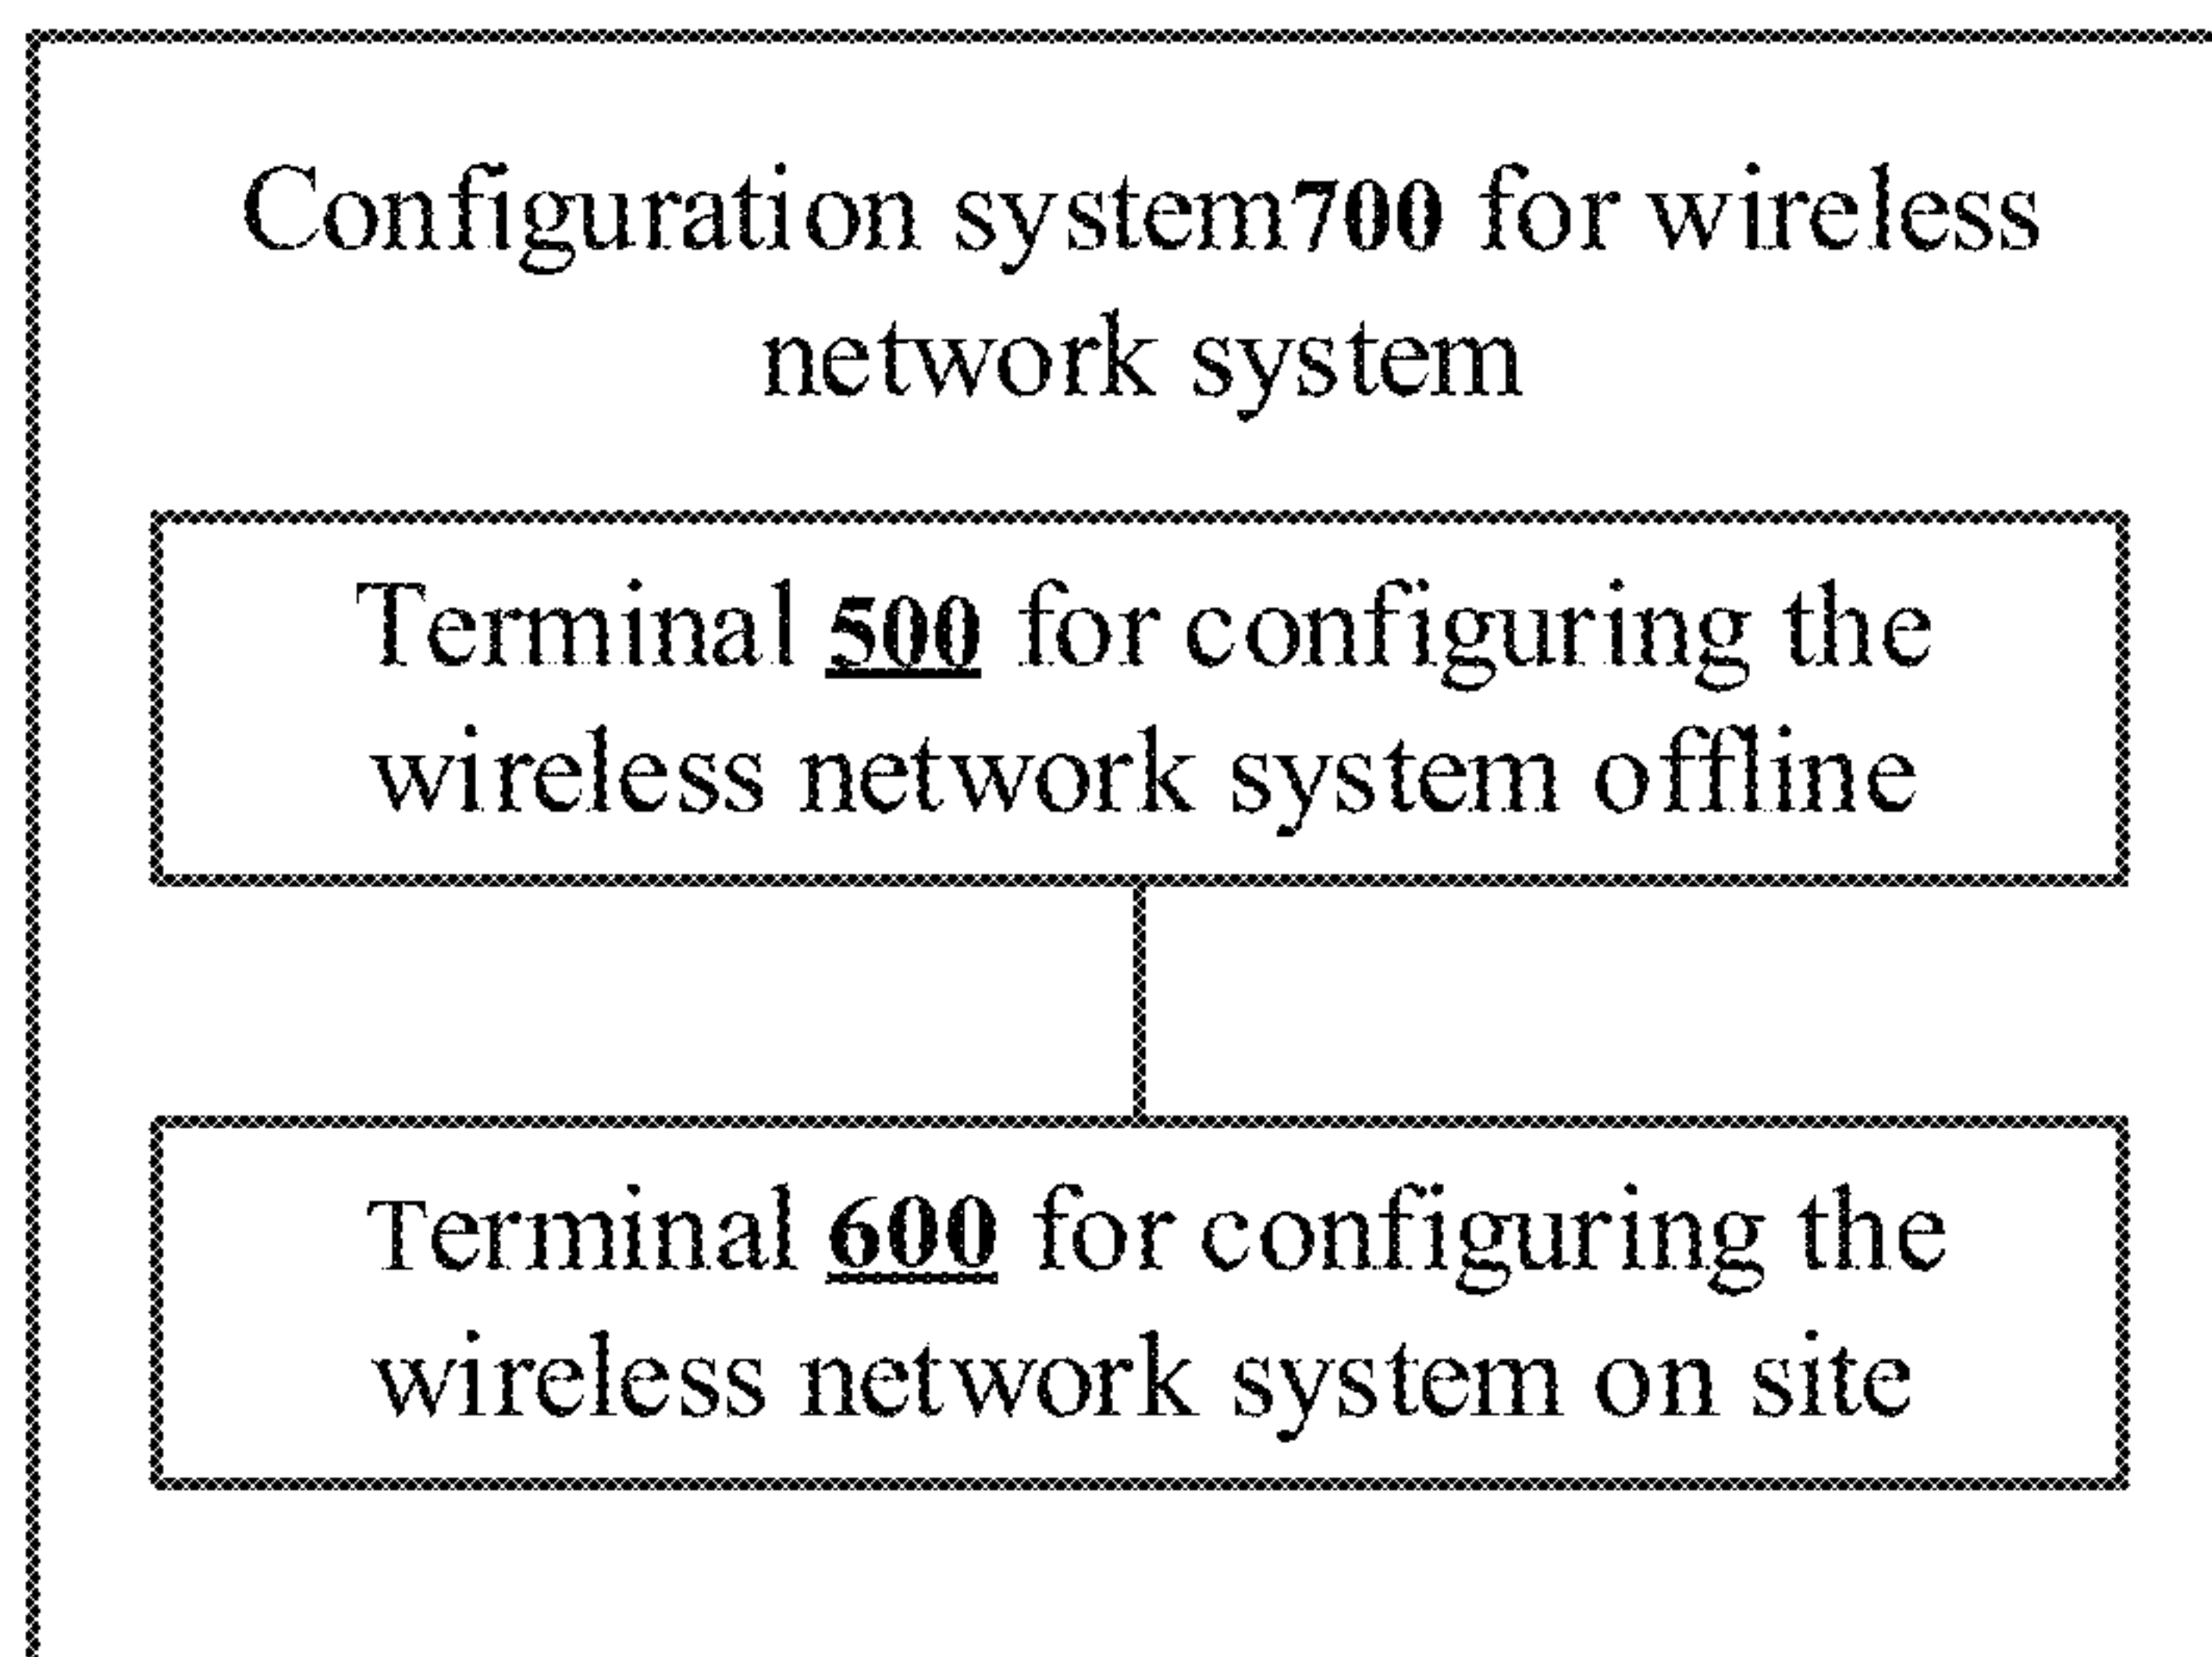 Configuration system700 for wireless
network system
Terminal 500 for configuring the
wireless network system offline
Terminal 600 for configuring the
wireless network system on site